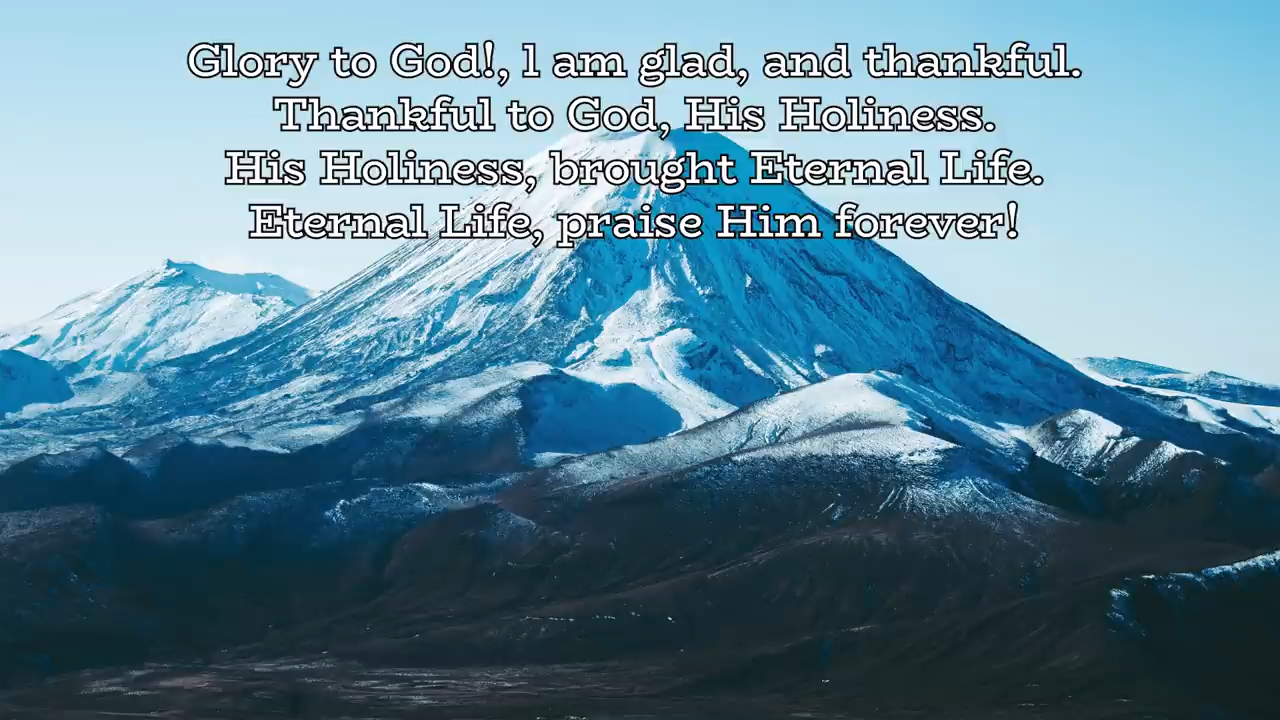 Glory to God!, l am glad, and thankful.
Thankful to God, His Holiness.
His Holiness, brought Eternal Life.
Eternal Life, praise Him forever!